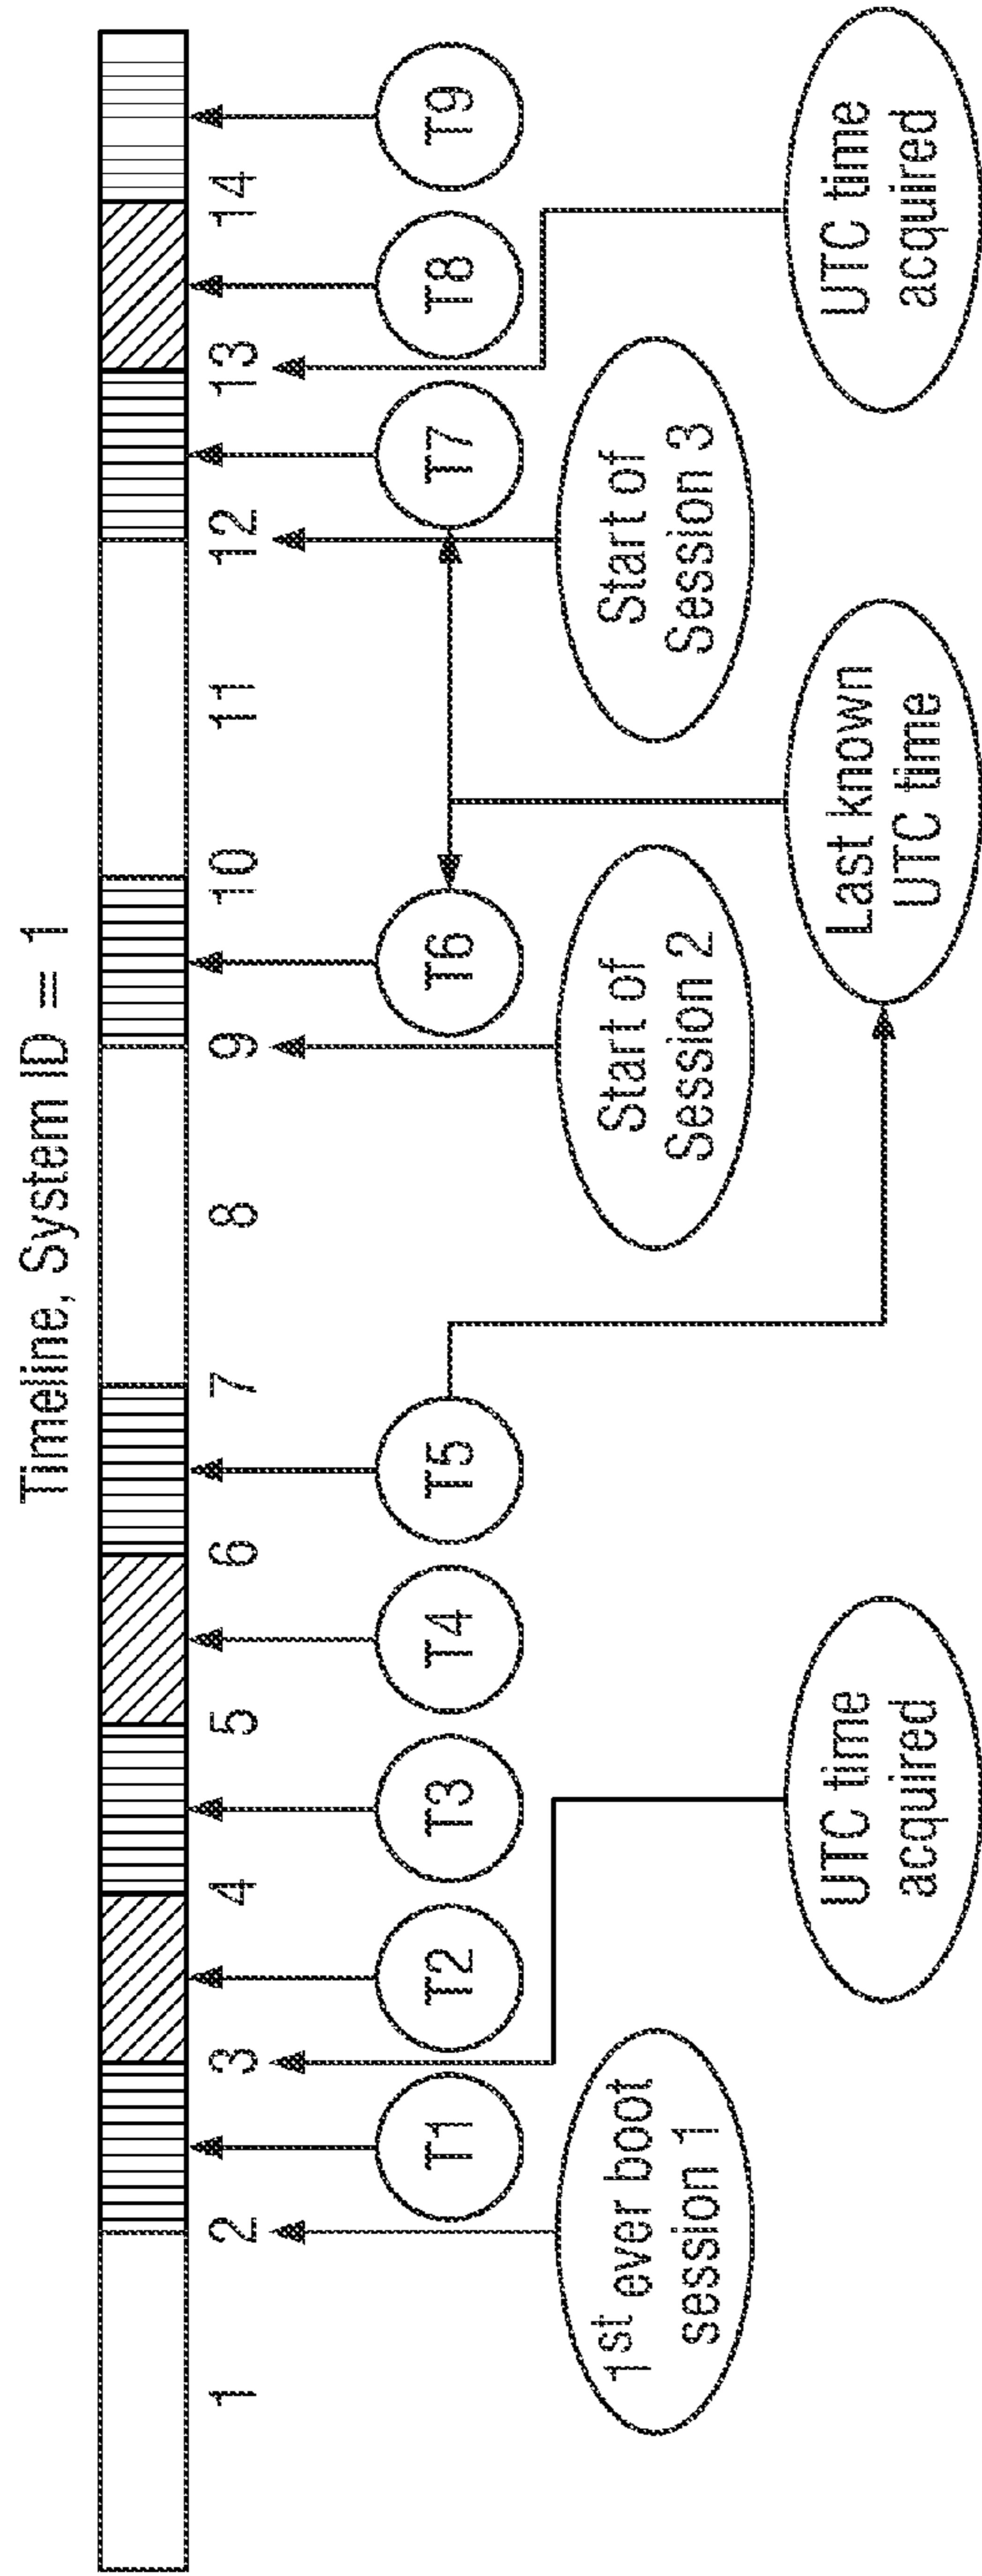 Timeline, System ID = 1
1 2 3 4 5 6 7 8 9 10 11 12 13 14
T1 T2 T3 T4 T5 T6 T7 T8 T9
1st ever boot
session 1
Start of
Session 2
Start of
Session 3
UTC time
acquired
Last known
UTC time
UTC time
acquired